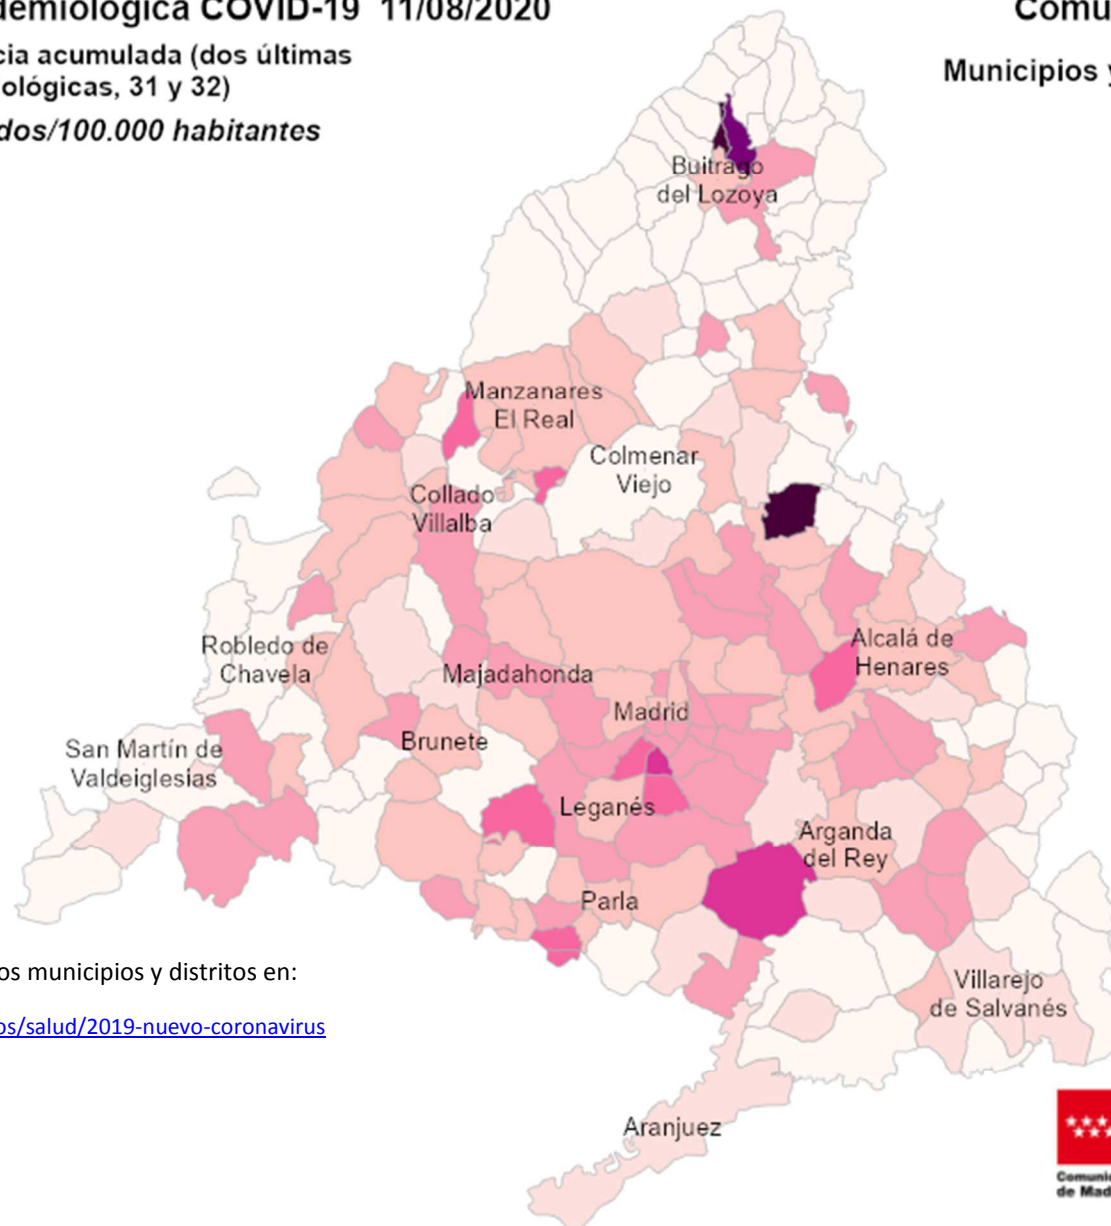 demiológica COVID-19 11/08/2020
Comu
cia acumulada (dos últimas
ológicas, 31 y 32)
Municipios y
dos/100.000 habitantes
Buitrago
del Lozoya
Manzanares
El Real
Colmenar
Viejo
Collado
Villalba
Robledo de
Chavela
Alcalá de
Henares
Majadahonda
Madrid
San Martín de
Valdeiglesias
Brunete
Leganés
Arganda
del Rey
Parla
os municipios y distritos en:
Villarejo
de Salvanés
os/salud/2019-nuevo-coronavirus
Aranjuez
Comuni
de Mad